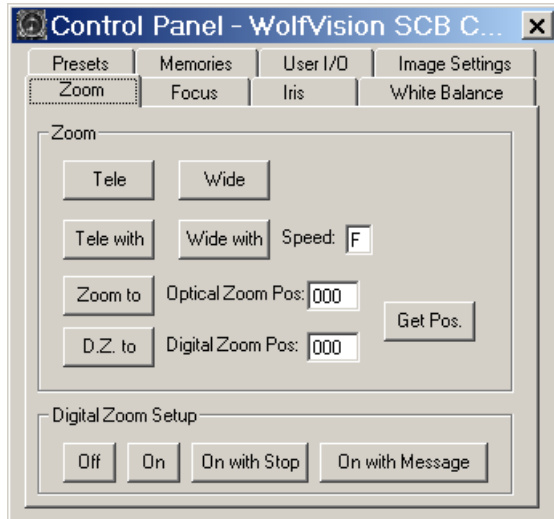 Control Panel - WolfVision SCB C...
Presets Memories User I/O Image Settings
Zoom Focus Iris White Balance
Zoom
Tele Wide
Tele with Wide with Speed: F
Zoom to Optical Zoom Pos: 000
Get Pos.
D.Z. to Digital Zoom Pos: 000
Digital Zoom Setup
Off On On with Stop On with Message